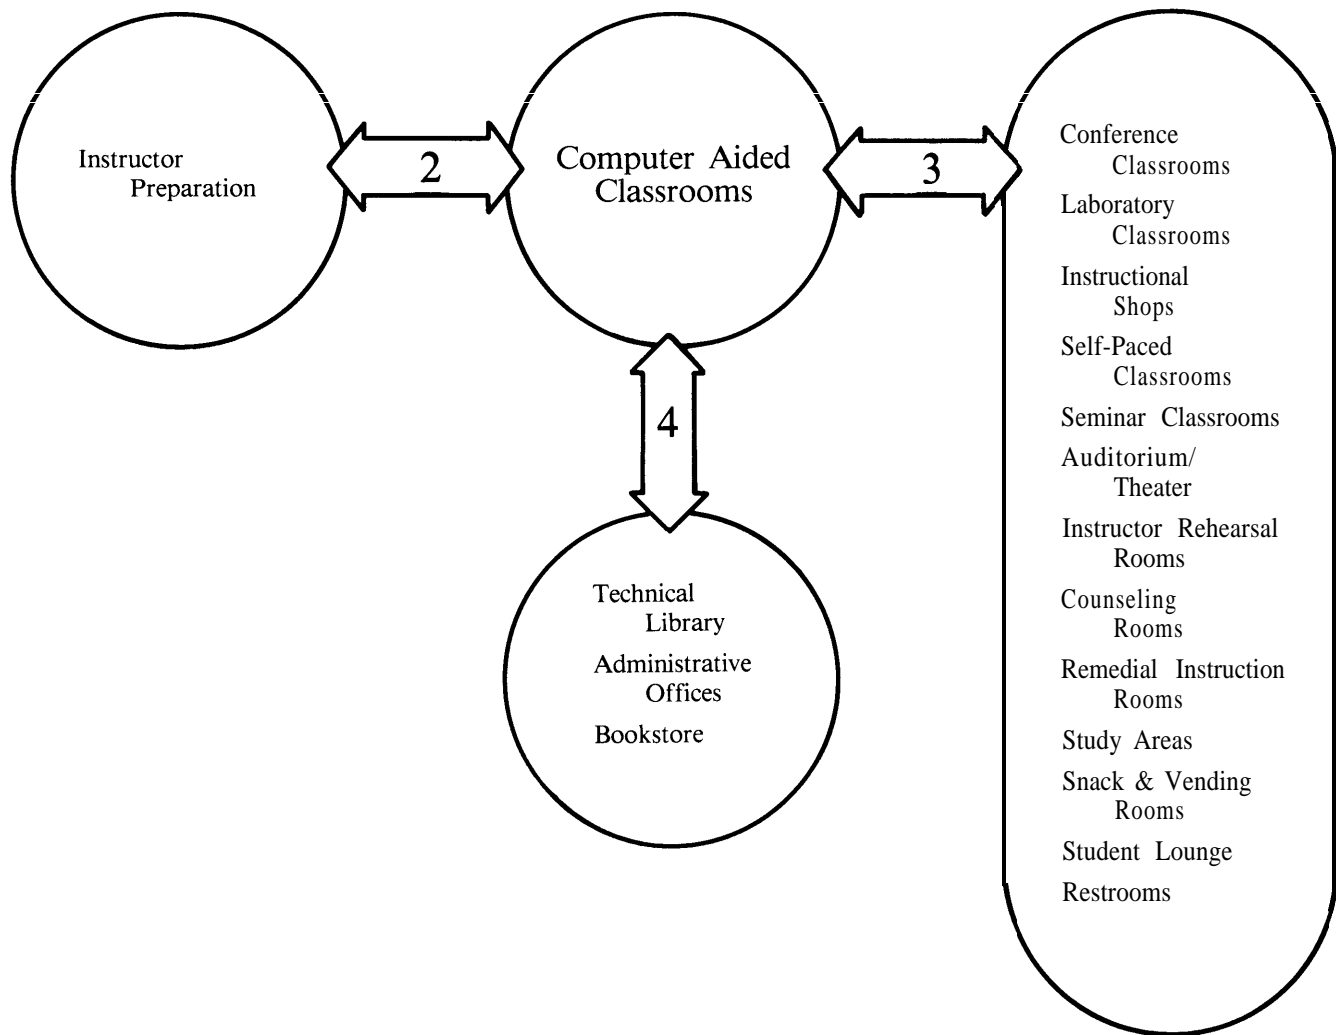 Instructor
Preparation
2
Computer Aided
Classrooms
3
Conference
Classrooms
Laboratory
Classrooms
Instructional
Shops
Self-Paced
Classrooms
Seminar Classrooms
Auditorium/
Theater
Instructor Rehearsal
Rooms
Counseling
Rooms
Remedial Instruction
Rooms
Study Areas
Snack & Vending
Rooms
Student Lounge
Restrooms
4
Technical
Library
Administrative
Offices
Bookstore